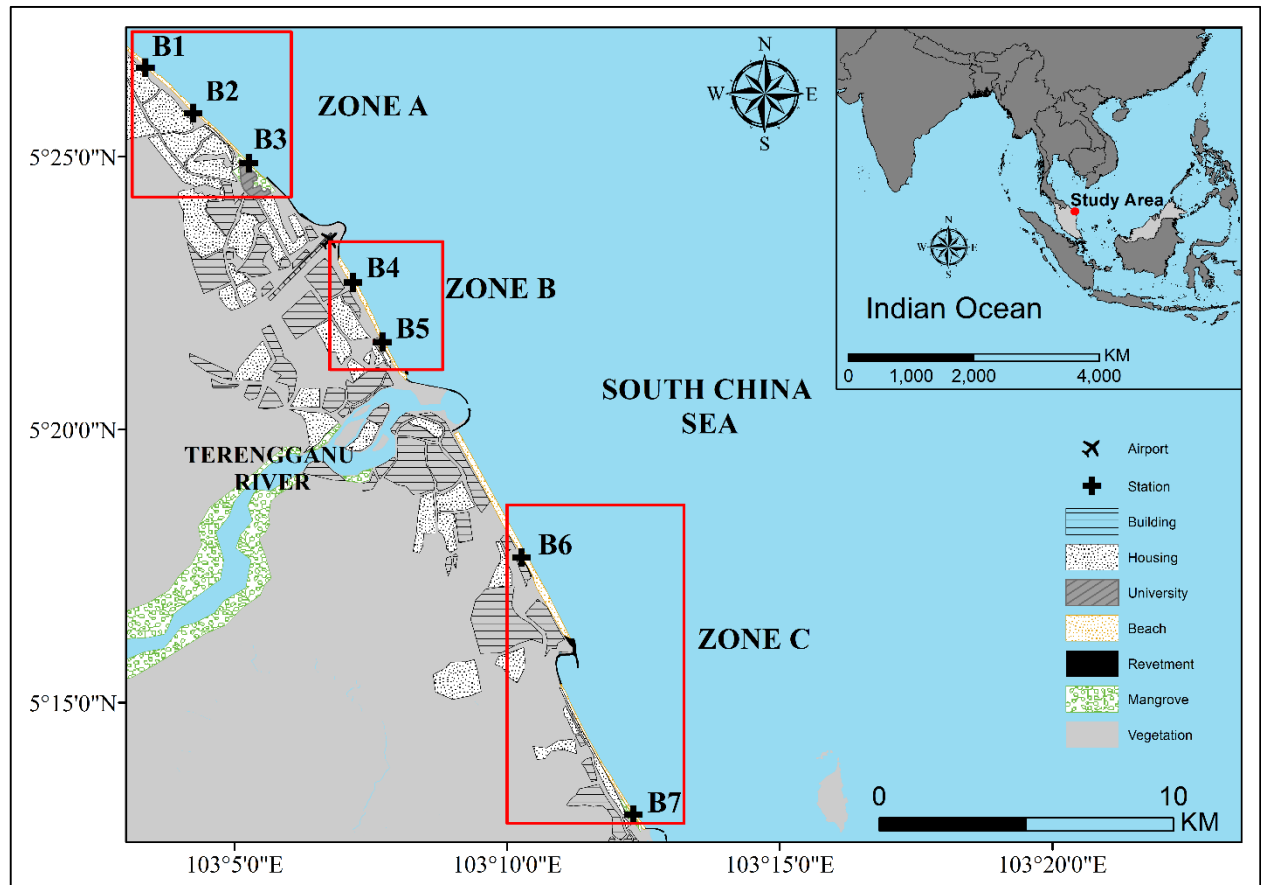 B1
B2
B3
ZONE A
N
W E
S
5°25'0"N
B4
B5
ZONE B
SOUTH CHINA
SEA
5°20'0"N
TERENGGANU
RIVER
B6
ZONE C
5°15'0"N
B7
103°5'0"E
103°10'0'E
103°15'0"E
103°20'0"E
Study Area
N
W E
S
Indian Ocean
KM
0 1,000 2,000 4,000
Airport
Station
Building
Housing
University
Beach
Revetment
Mangrove
Vegetation
0 10
KM